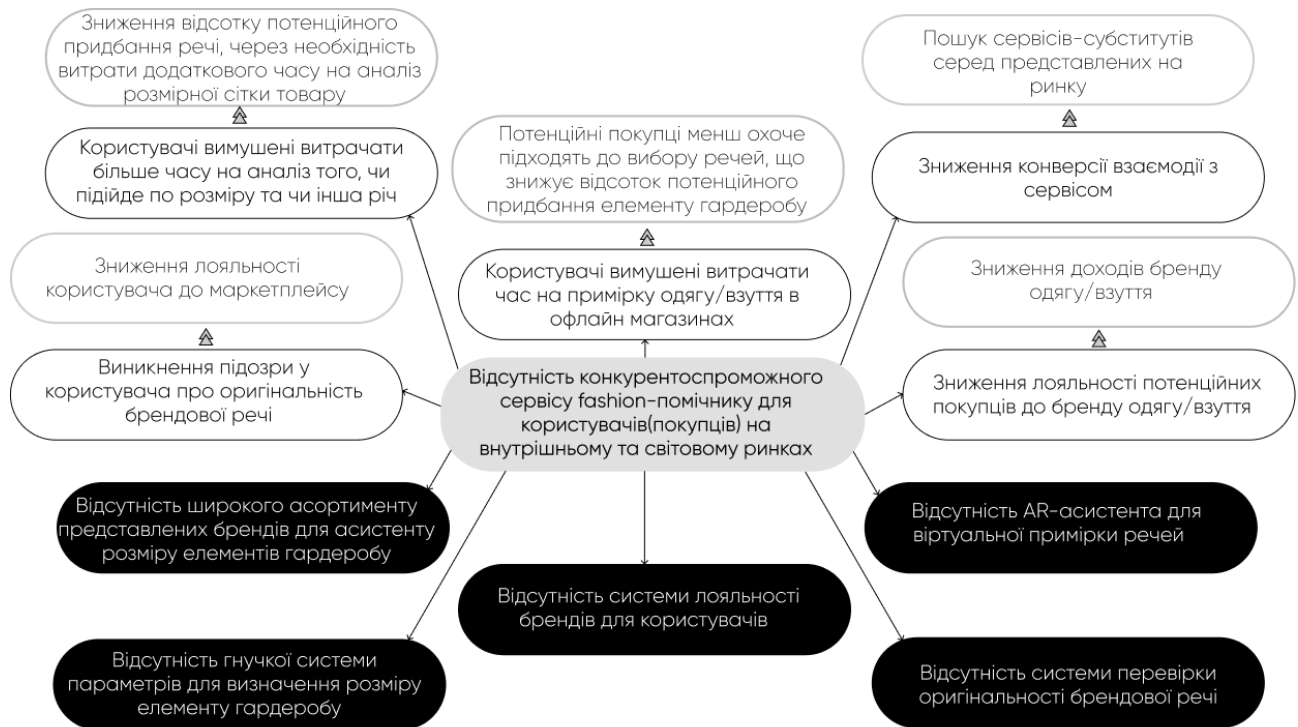 Зниження відсотку потенційного
придбання речі, через необхідність
витрати додаткового часу на аналіз
розмірної сітки товару
Користувачі вимушені витрачати
більше часу на аналіз того, чи
підійде по розміру та чи інша річ
Зниження лояльності
користувача до маркетплейсу
Виникнення підозри у
користувача про оригінальність
брендової речі
Потенційні покупці менш охоче
підходять до вибору речей, що
знижує відсоток потенційного
придбання елементу гардеробу
Користувачі вимушені витрачати
час на примірку одягу/взуття в
офлайн магазинах
Пошук сервісів-субститутів
серед представлених на
ринку
Зниження конверсії взаємодії з
сервісом
Зниження доходів бренду
одягу/взуття
Зниження лояльності потенційних
покупців до бренду одягу/взуття
Відсутність конкурентоспроможного
сервісу fashion-помічнику для
користувачів(покупців) на
внутрішньому та світовому ринках
Відсутність широкого асортименту
представлених брендів для асистенту
розміру елементів гардеробу
Відсутність гнучкої системи
параметрів для визначення розміру
елементу гардеробу
Відсутність системи лояльності
брендів для користувачів
Відсутність AR-асистента для
віртуальної примірки речей
Відсутність системи перевірки
оригінальності брендової речі